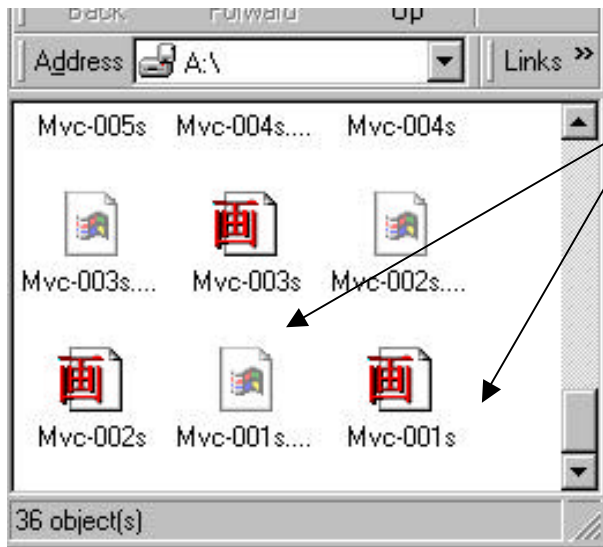 Back Forward Up
Address A:\ Links »
Mvc-005s Mvc-004s.... Mvc-004s
画
Mvc-003s.... Mvc-003s Mvc-002s....
画 画
Mvc-002s Mvc-001s.... Mvc-001s
36 object(s)